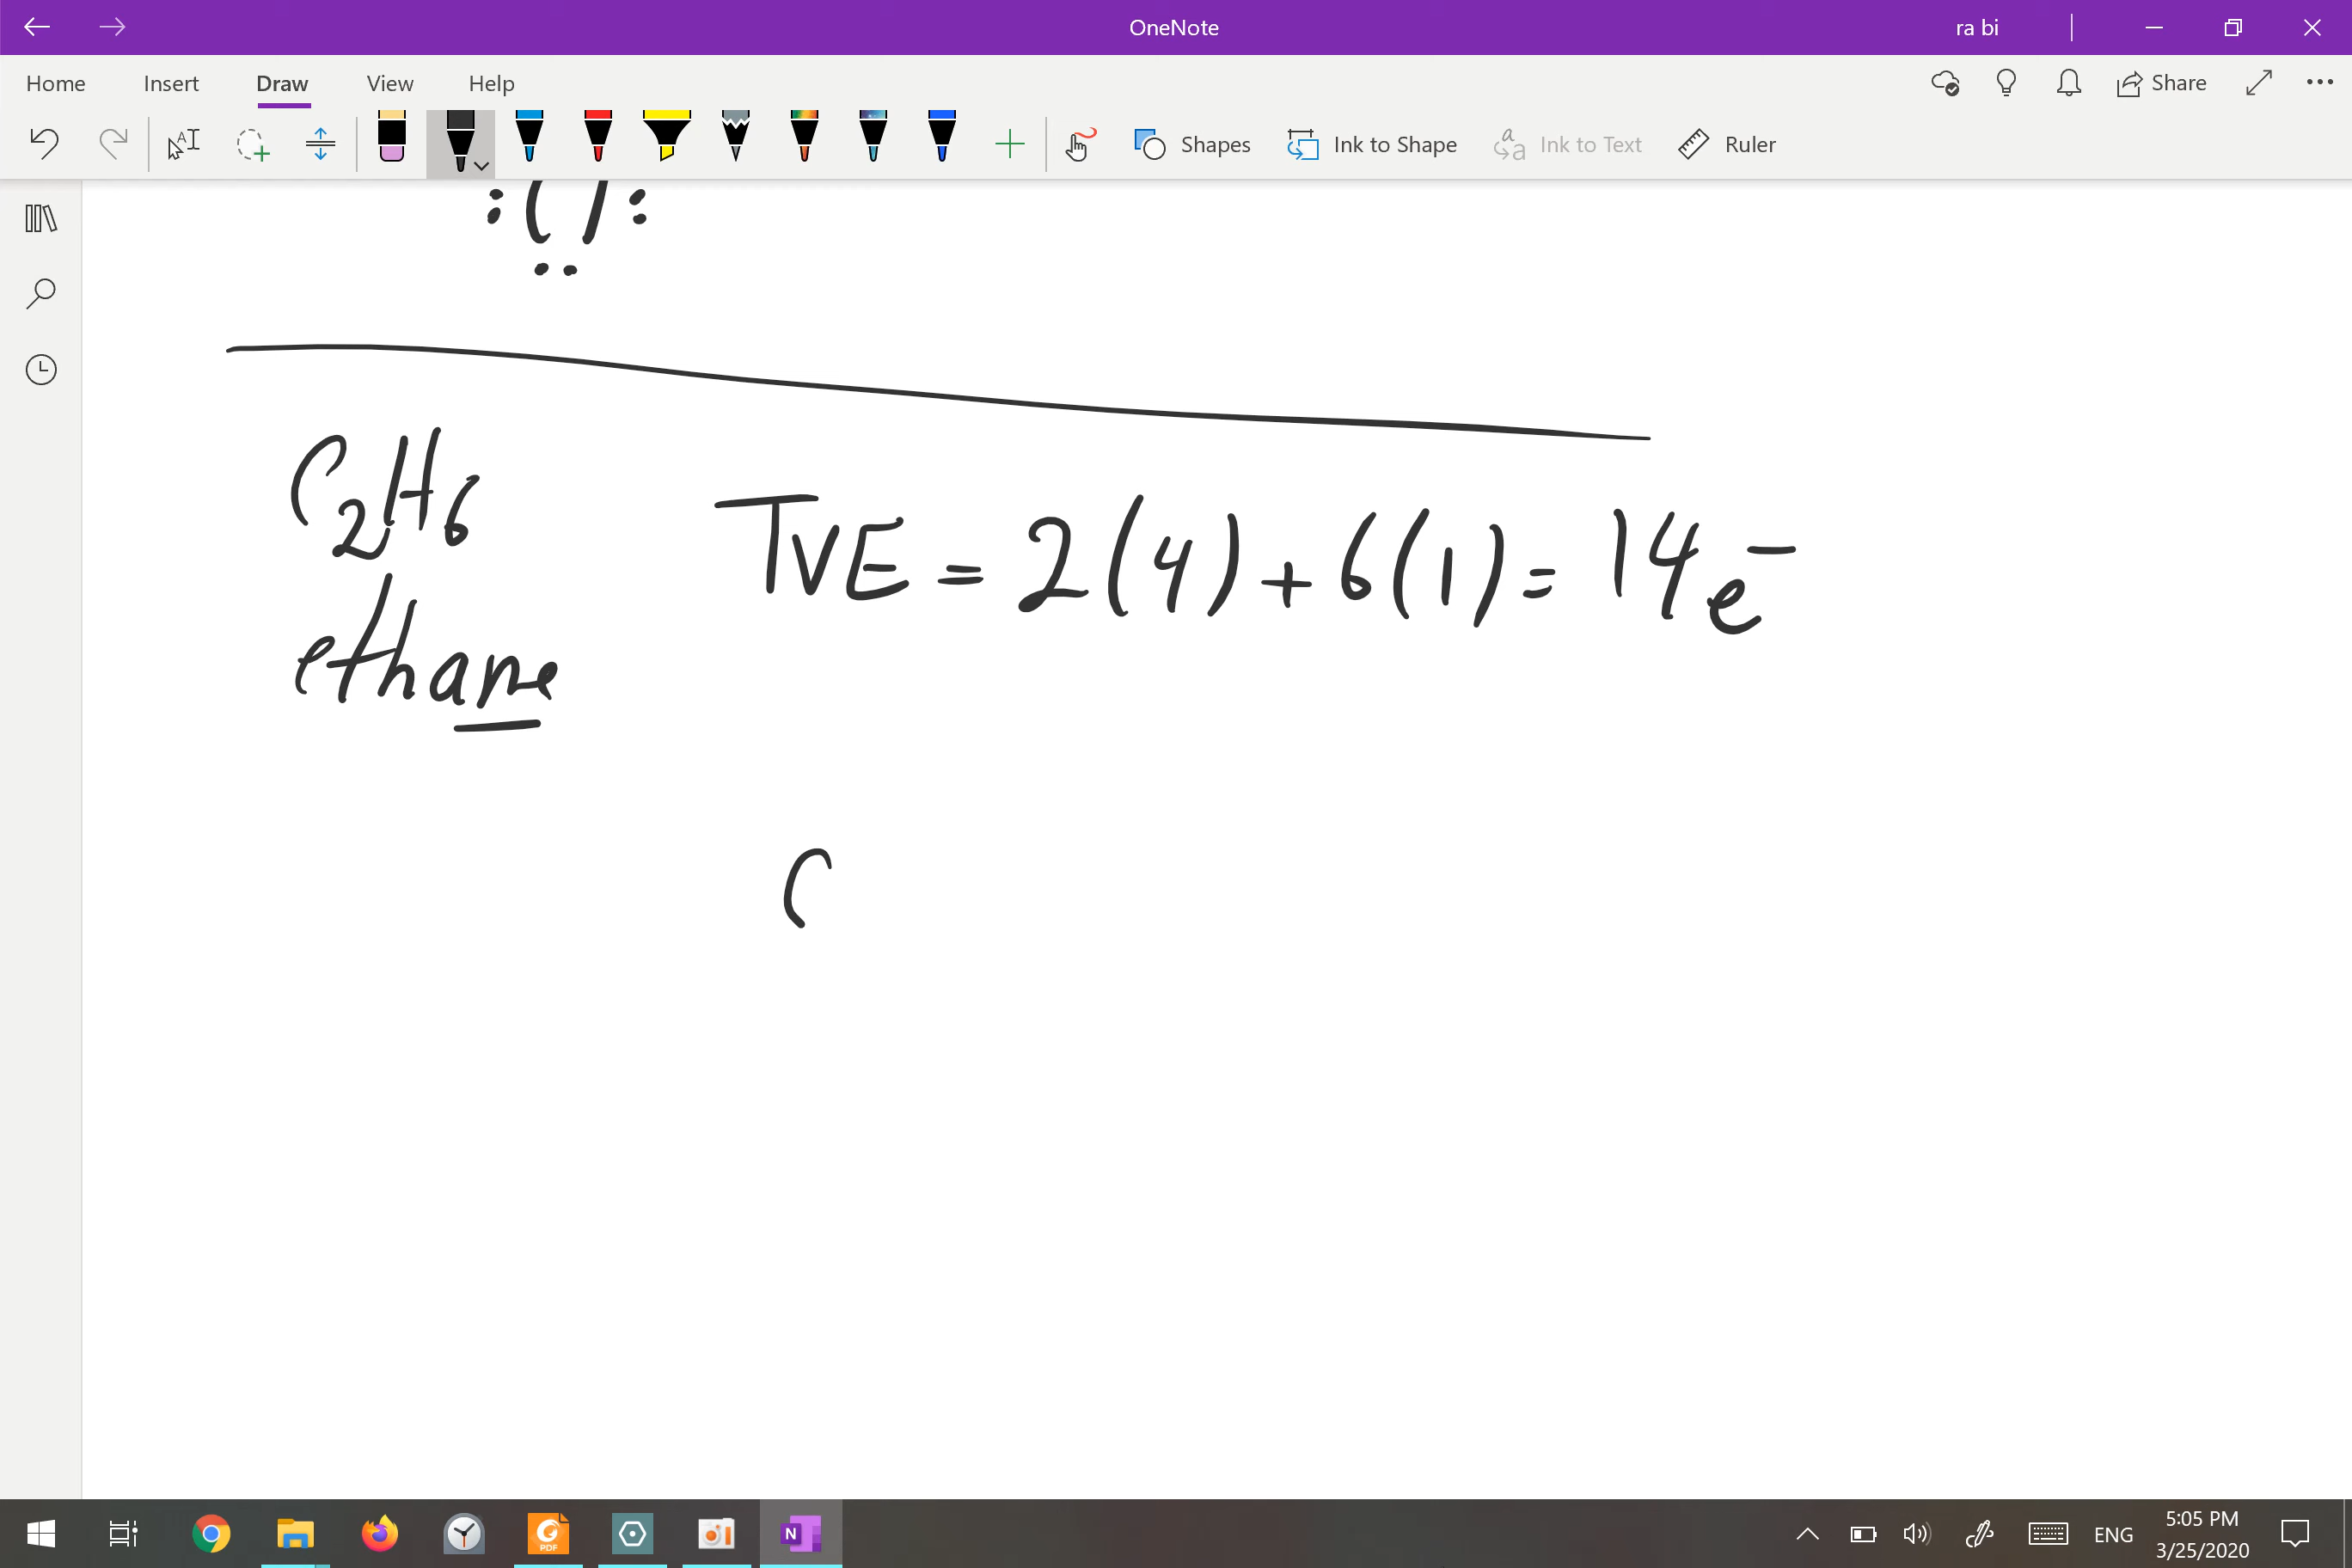 OneNote ra bi
Home Insert Draw View Help Share
Shapes Ink to Shape Ink to Text Ruler
:Cl:
C₂H₆
TVE = 2(4) + 6(1) = 14e⁻
ethane
C
ENG 5:05 PM
3/25/2020